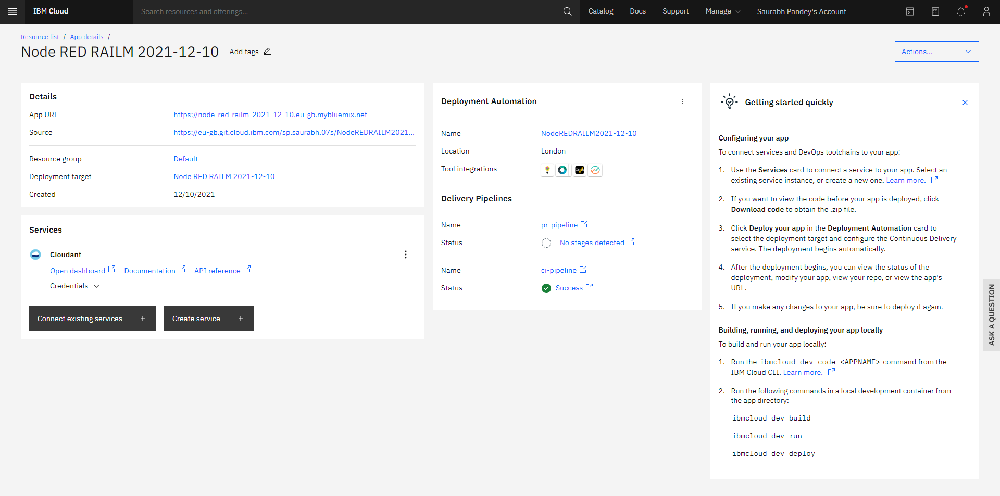 IBM Cloud
Search resources and offerings...
Catalog
Docs
Support
Manage
Saurabh Pandey's Account
Resource list / App details /
Node RED RAILM 2021-12-10
Add tags
Actions...
Details
App URL
https://node-red-railm-2021-12-10.eu-gb.mybluemix.net
Source
https://eu-gb.git.cloud.ibm.com/sp.saurabh.07s/NodeREDRAILM2021...
Resource group
Default
Deployment target
Node RED RAILM 2021-12-10
Created
12/10/2021
Services
Cloudant
Open dashboard
Documentation
API reference
Credentials
Connect existing services +
Create service +
Deployment Automation
Name
NodeREDRAILM2021-12-10
Location
London
Tool integrations
Delivery Pipelines
Name
pr-pipeline
Status
No stages detected
Name
ci-pipeline
Status
Success
Getting started quickly
Configuring your app
To connect services and DevOps toolchains to your app:
1. Use the Services card to connect a service to your app. Select an
existing service instance, or create a new one. Learn more.
2. If you want to view the code before your app is deployed, click
Download code to obtain the .zip file.
3. Click Deploy your app in the Deployment Automation card to
select the deployment target and configure the Continuous Delivery
service. The deployment begins automatically.
4. After the deployment begins, you can view the status of the
deployment, modify your app, view your repo, or view the app's
URL.
5. If you make any changes to your app, be sure to deploy it again.
Building, running, and deploying your app locally
To build and run your app locally:
1. Run the ibmcloud dev code <APPNAME> command from the
IBM Cloud CLI. Learn more.
2. Run the following commands in a local development container from
the app directory:
ibmcloud dev build
ibmcloud dev run
ibmcloud dev deploy
ASK A QUESTION